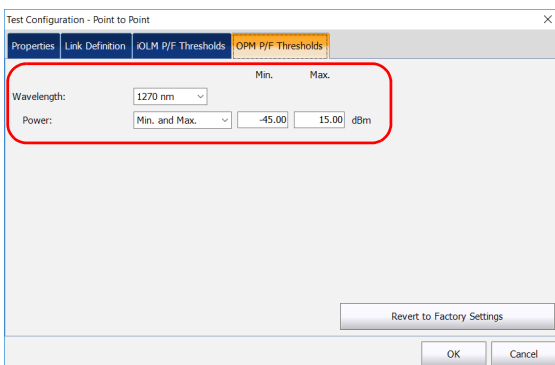 Test Configuration - Point to Point
Properties Link Definition iOLM P/F Thresholds OPM P/F Thresholds
Min. Max.
Wavelength: 1270 nm
Power: Min. and Max. -45.00 15.00 dBm
Revert to Factory Settings
OK Cancel